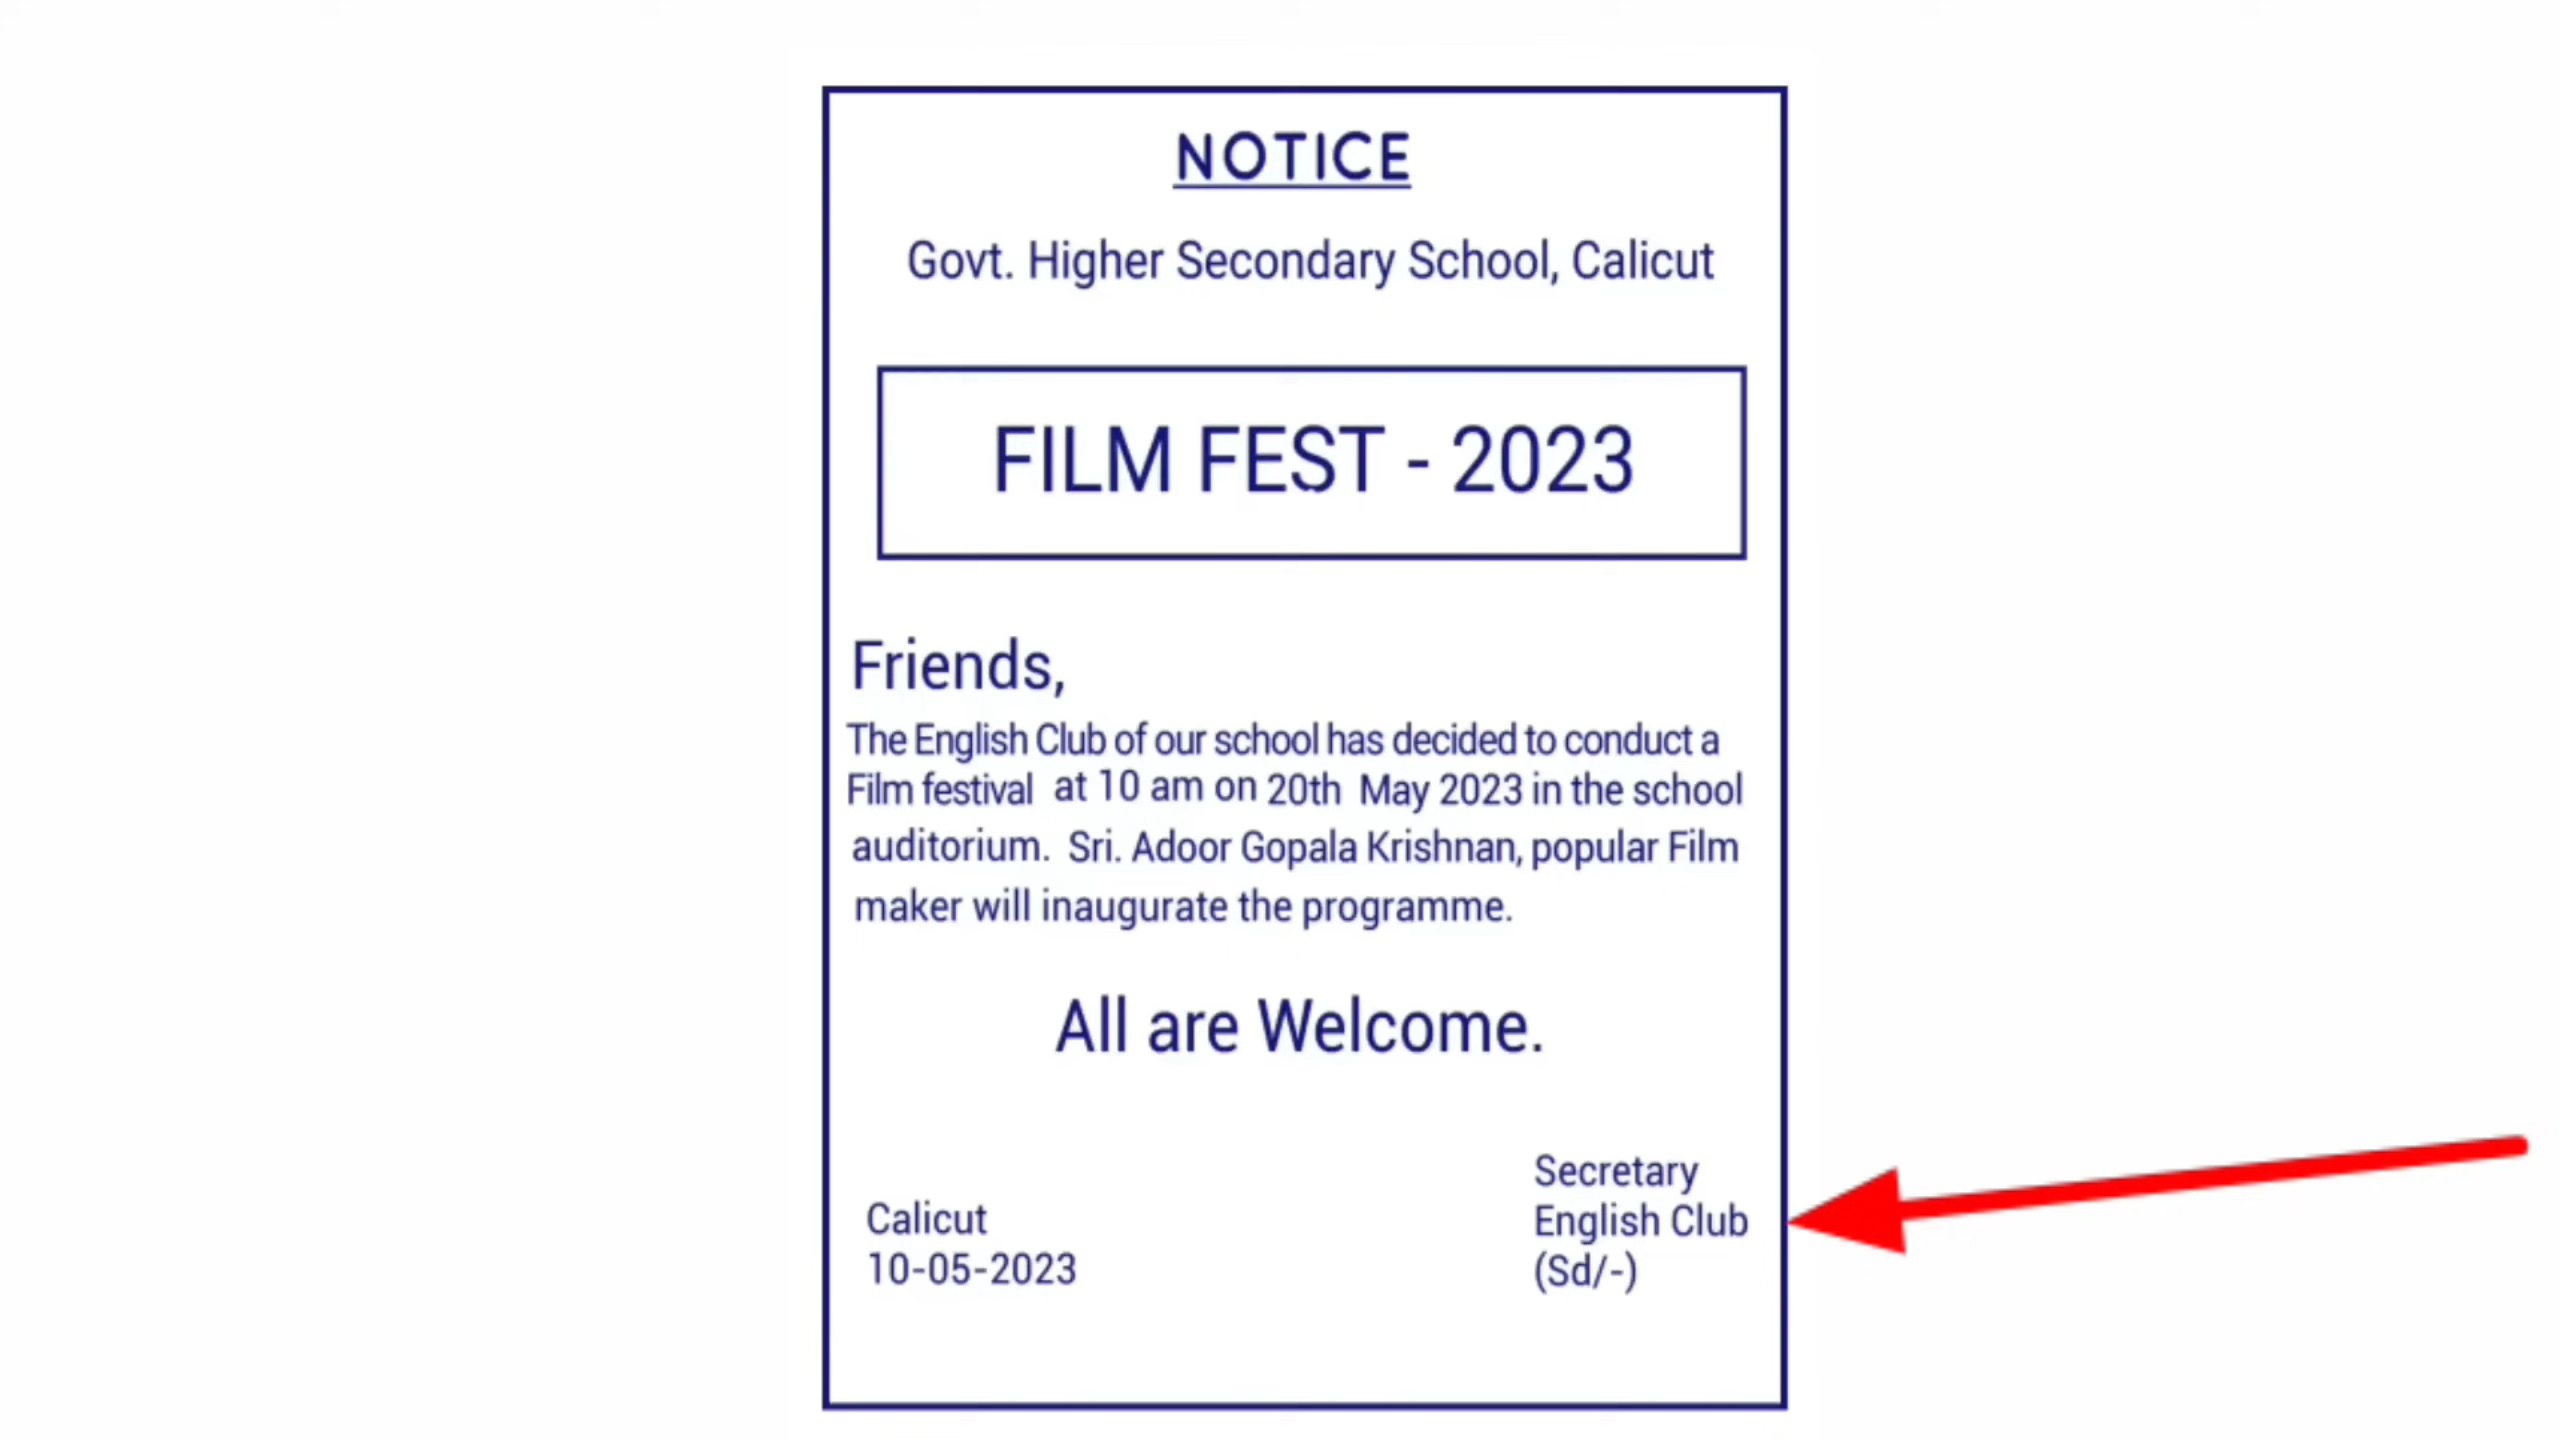 NOTICE
Govt. Higher Secondary School, Calicut
FILM FEST - 2023
Friends,
The English Club of our school has decided to conduct a
Film festival at 10 am on 20th May 2023 in the school
auditorium. Sri. Adoor Gopala Krishnan, popular Film
maker will inaugurate the programme.
All are Welcome.
Calicut
10-05-2023
Secretary
English Club
(Sd/-)